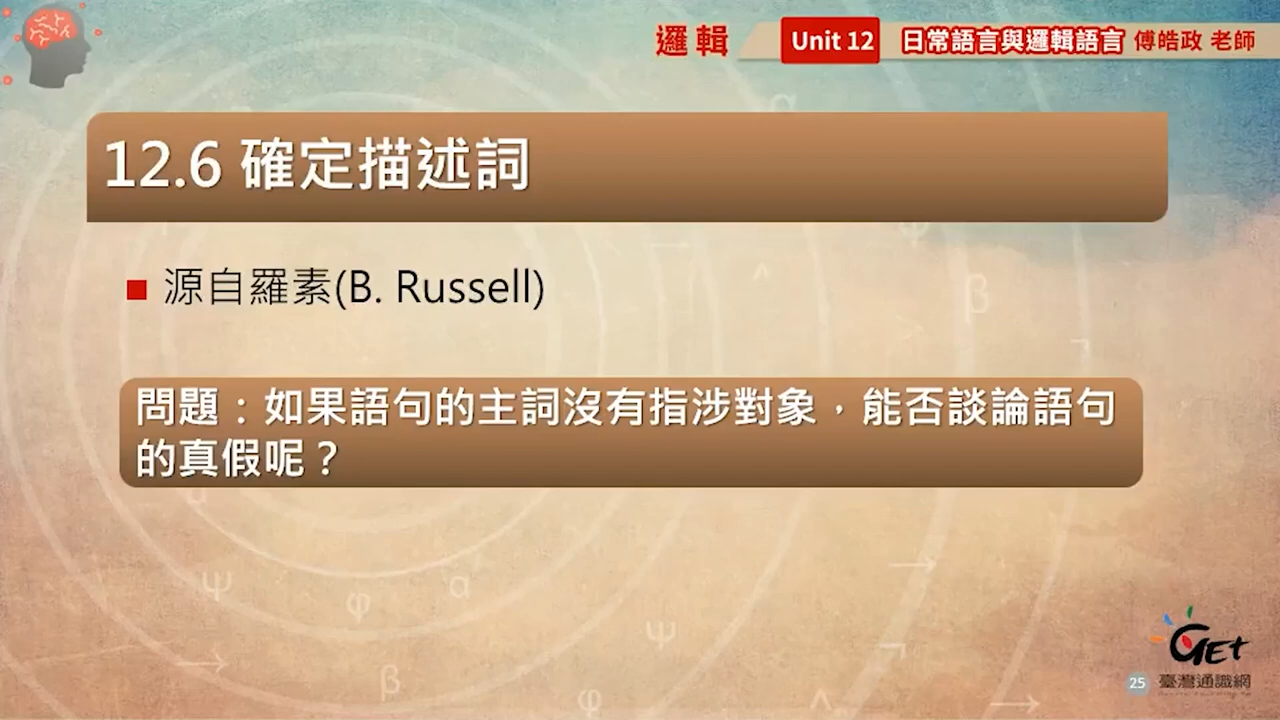 邏輯 Unit 12 日常語言與邏輯語言 傅皓政 老師
12.6 確定描述詞
源自羅素(B. Russell)
問題：如果語句的主詞沒有指涉對象，能否談論語句
的真假呢？
GET
25 臺灣通識網